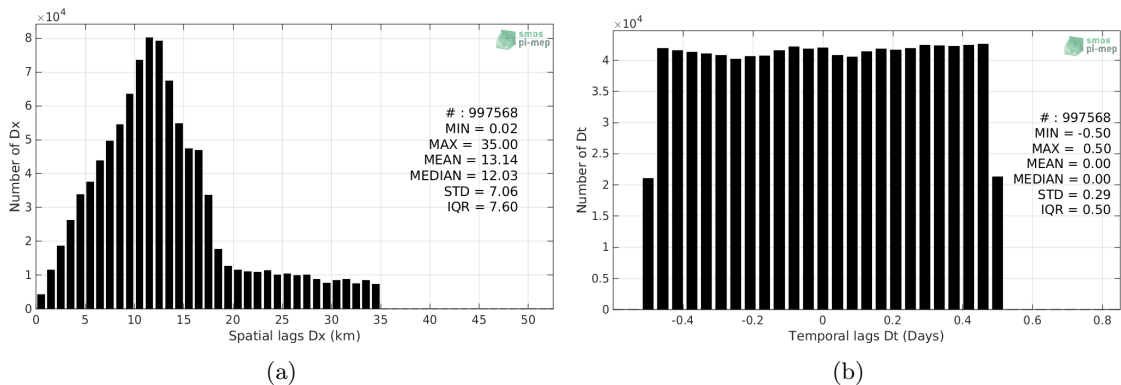 ×10⁴
8
7
6
5
4
3
2
1
0
Number of Dx
0 5 10 15 20 25 30 35 40 45 50
Spatial lags Dx (km)
smos
pi-mep
# : 997568
MIN = 0.02
MAX = 35.00
MEAN = 13.14
MEDIAN = 12.03
STD = 7.06
IQR = 7.60
(a)
×10⁴
4
3.5
3
2.5
2
1.5
1
0.5
0
Number of Dt
-0.4 -0.2 0 0.2 0.4 0.6 0.8
Temporal lags Dt (Days)
smos
pi-mep
# : 997568
MIN = -0.50
MAX = 0.50
MEAN = 0.00
MEDIAN = 0.00
STD = 0.29
IQR = 0.50
(b)